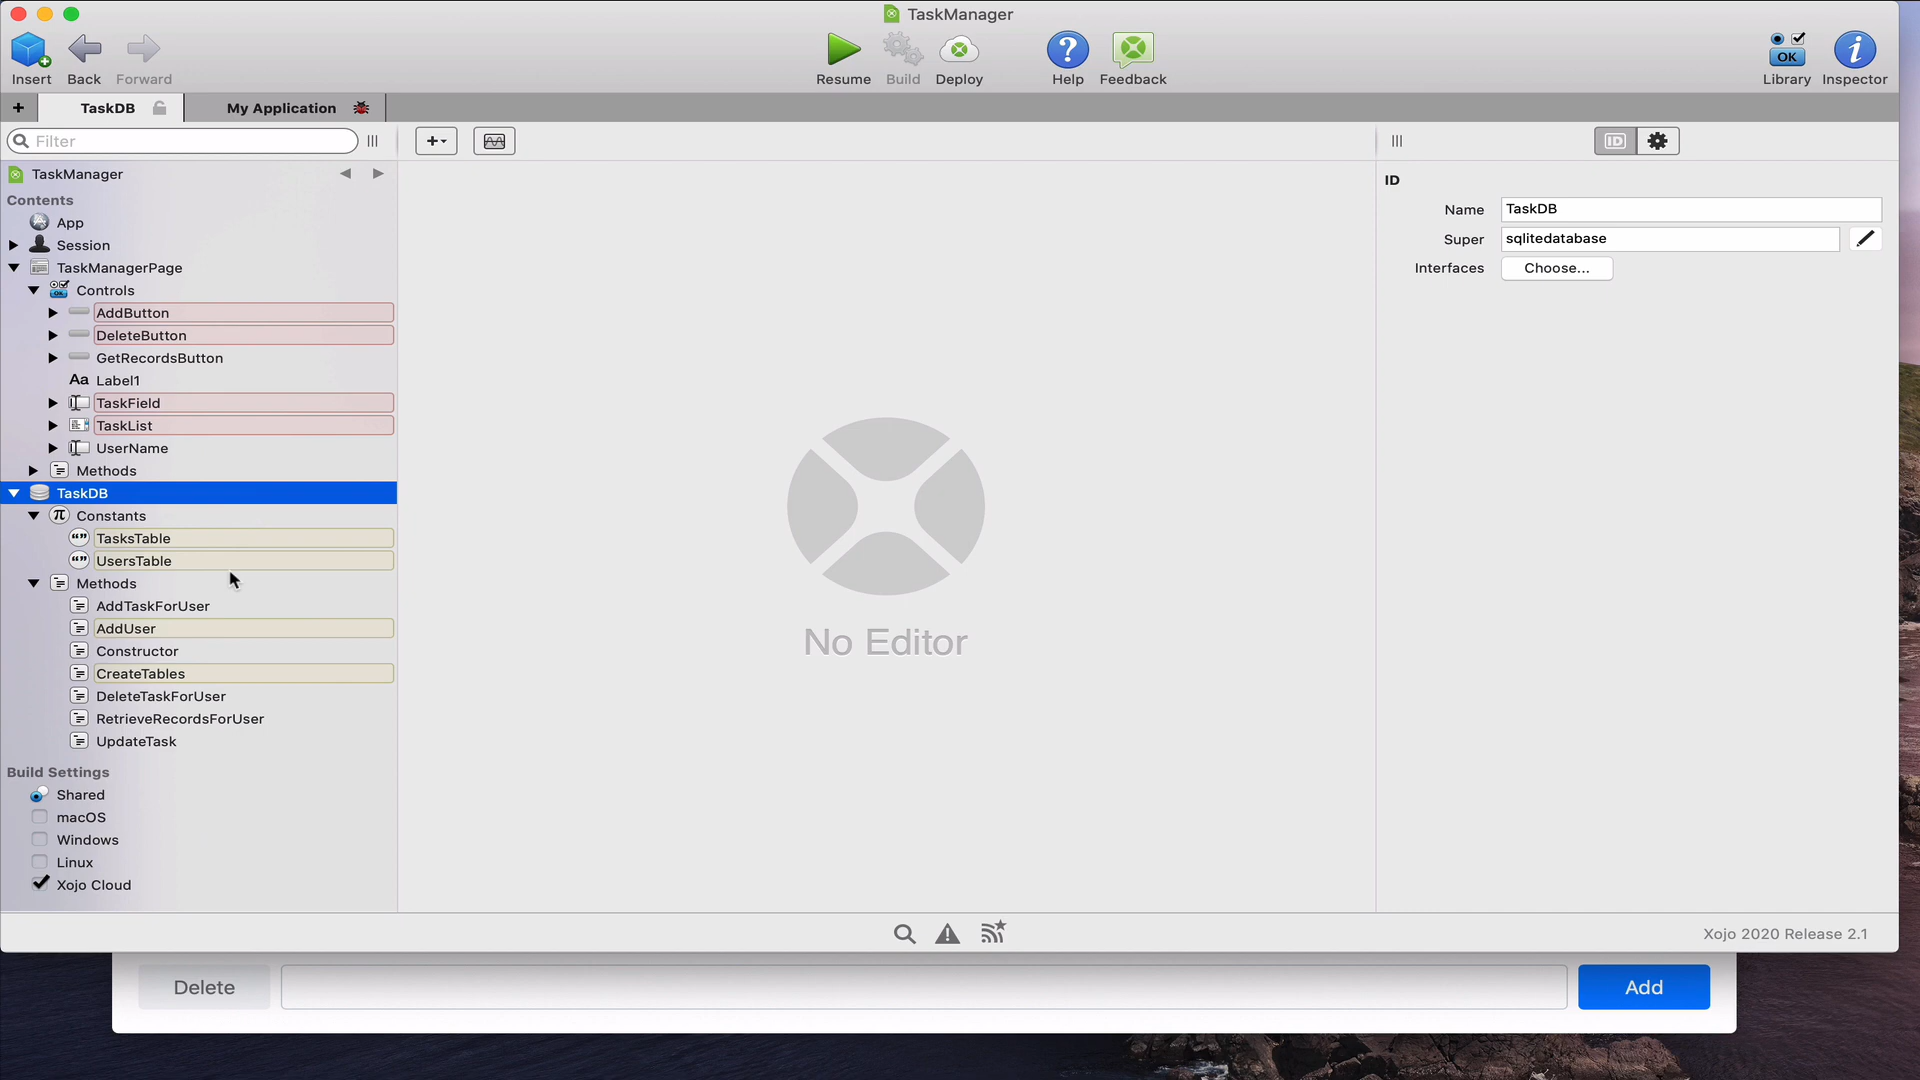 TaskManager
Insert Back Forward Resume Build Deploy Help Feedback OK Library Inspector
+ TaskDB My Application
Filter
+
ID
TaskManager
ID
Contents
Name TaskDB
App
Super sqlitedatabase
Session
Interfaces Choose...
TaskManagerPage
Controls
AddButton
DeleteButton
GetRecordsButton
Aa Label1
TaskField
TaskList
UserName
Methods
TaskDB
π Constants
“” TasksTable
“” UsersTable
Methods
AddTaskForUser
AddUser
No Editor
Constructor
CreateTables
DeleteTaskForUser
RetrieveRecordsForUser
UpdateTask
Build Settings
Shared
macOS
Windows
Linux
Xojo Cloud
Xojo 2020 Release 2.1
Delete Add